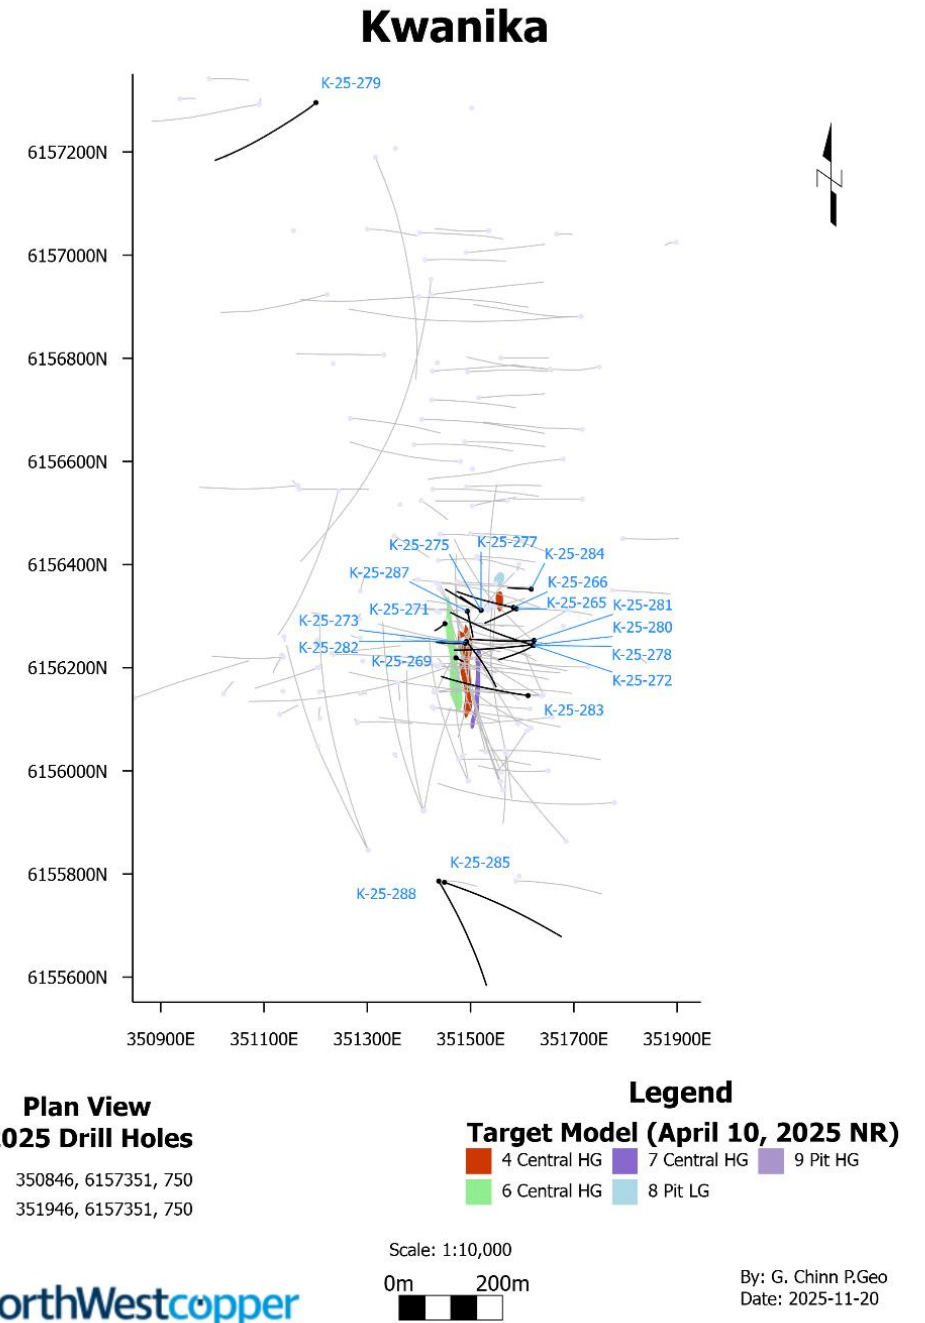 Kwanika
K-25-279
6157200N
6157000N
6156800N
6156600N
6156400N
6156200N
6156000N
6155800N
6155600N
K-25-275
K-25-277
K-25-284
K-25-287
K-25-266
K-25-271
K-25-265
K-25-281
K-25-273
K-25-280
K-25-282
K-25-269
K-25-278
K-25-272
K-25-283
K-25-285
K-25-288
350900E 351100E 351300E 351500E 351700E 351900E
Plan View
025 Drill Holes
350846, 6157351, 750
351946, 6157351, 750
Legend
Target Model (April 10, 2025 NR)
4 Central HG 7 Central HG 9 Pit HG
6 Central HG 8 Pit LG
Scale: 1:10,000
0m 200m
orthWestcopper
By: G. Chinn P.Geo
Date: 2025-11-20